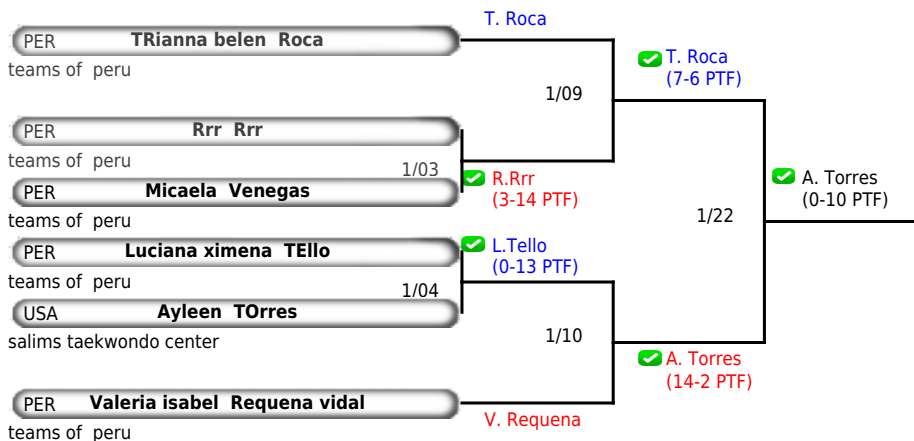 T. Roca
PER TRianna belen Roca
teams of peru
T. Roca
(7-6 PTF)
1/09
PER Rrr Rrr
teams of peru
1/03
R.Rrr
(3-14 PTF)
PER Micaela Venegas
teams of peru
A. Torres
(0-10 PTF)
1/22
PER Luciana ximena TEllo
teams of peru
L.Tello
(0-13 PTF)
1/04
USA Ayleen TOrres
salims taekwondo center
1/10
A. Torres
(14-2 PTF)
PER Valeria isabel Requena vidal
teams of peru
V. Requena